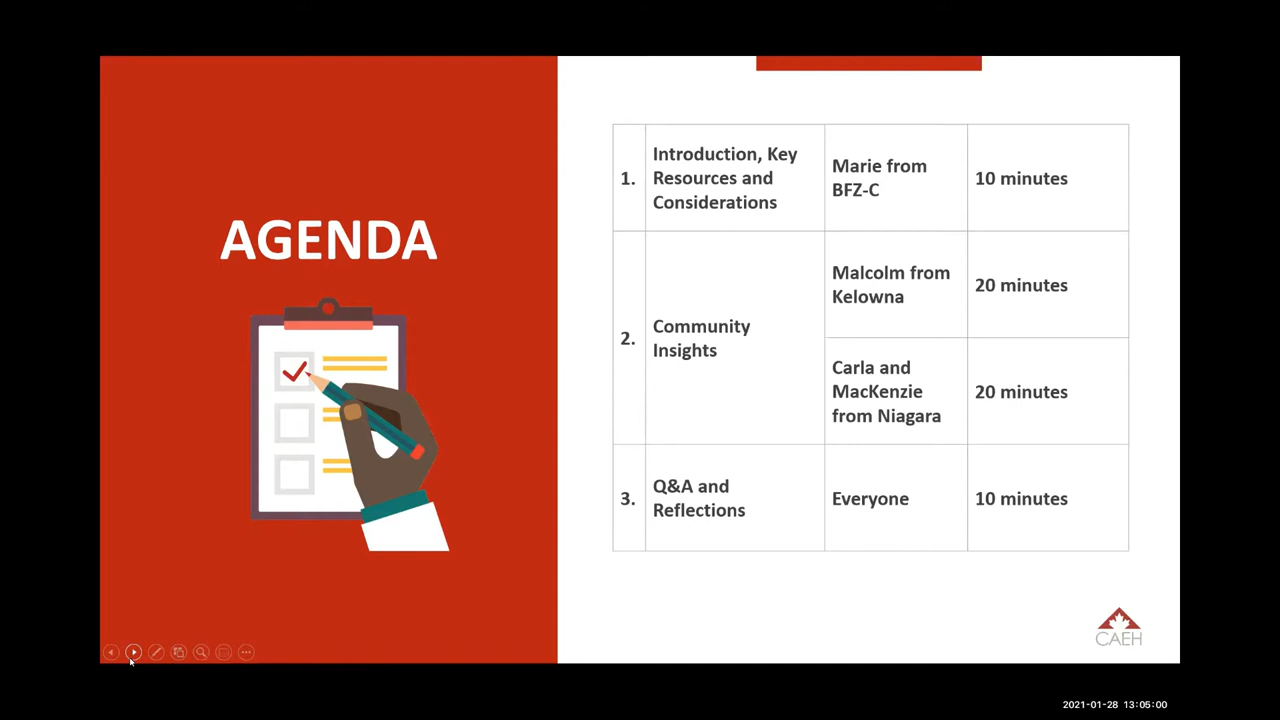 AGENDA
1.
Introduction, Key
Resources and
Considerations
Marie from
BFZ-C
10 minutes
2.
Community
Insights
Malcolm from
Kelowna
20 minutes
Carla and
MacKenzie
from Niagara
20 minutes
3.
Q&A and
Reflections
Everyone
10 minutes
CAEH
2021-01-28 13:05:00